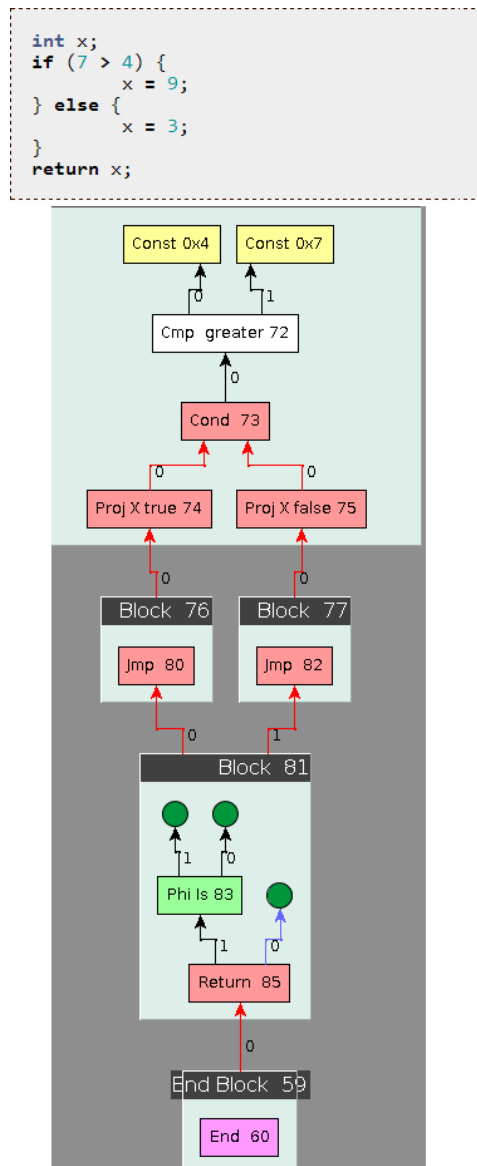 int x;
if (7 > 4) {
x = 9;
} else {
x = 3;
}
return x;
Const 0x4
Const 0x7
0
1
Cmp greater 72
0
Cond 73
0
0
Proj X true 74
Proj X false 75
0
0
Block 76
Block 77
Jmp 80
Jmp 82
0
1
Block 81
1
0
Phi Is 83
1
0
Return 85
0
End Block 59
End 60